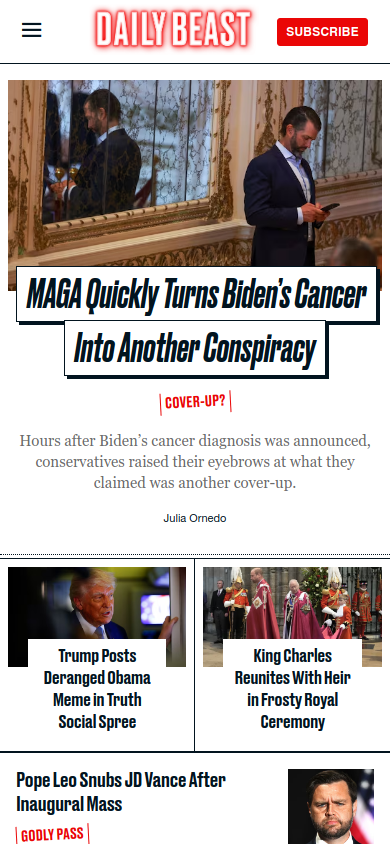 DAILY BEAST
SUBSCRIBE
MAGA Quickly Turns Biden's Cancer
Into Another Conspiracy
COVER-UP?
Hours after Biden's cancer diagnosis was announced,
conservatives raised their eyebrows at what they
claimed was another cover-up.
Julia Ornedo
Trump Posts
Deranged Obama
Meme in Truth
Social Spree
King Charles
Reunites With Heir
in Frosty Royal
Ceremony
Pope Leo Snubs JD Vance After
Inaugural Mass
GODLY PASS